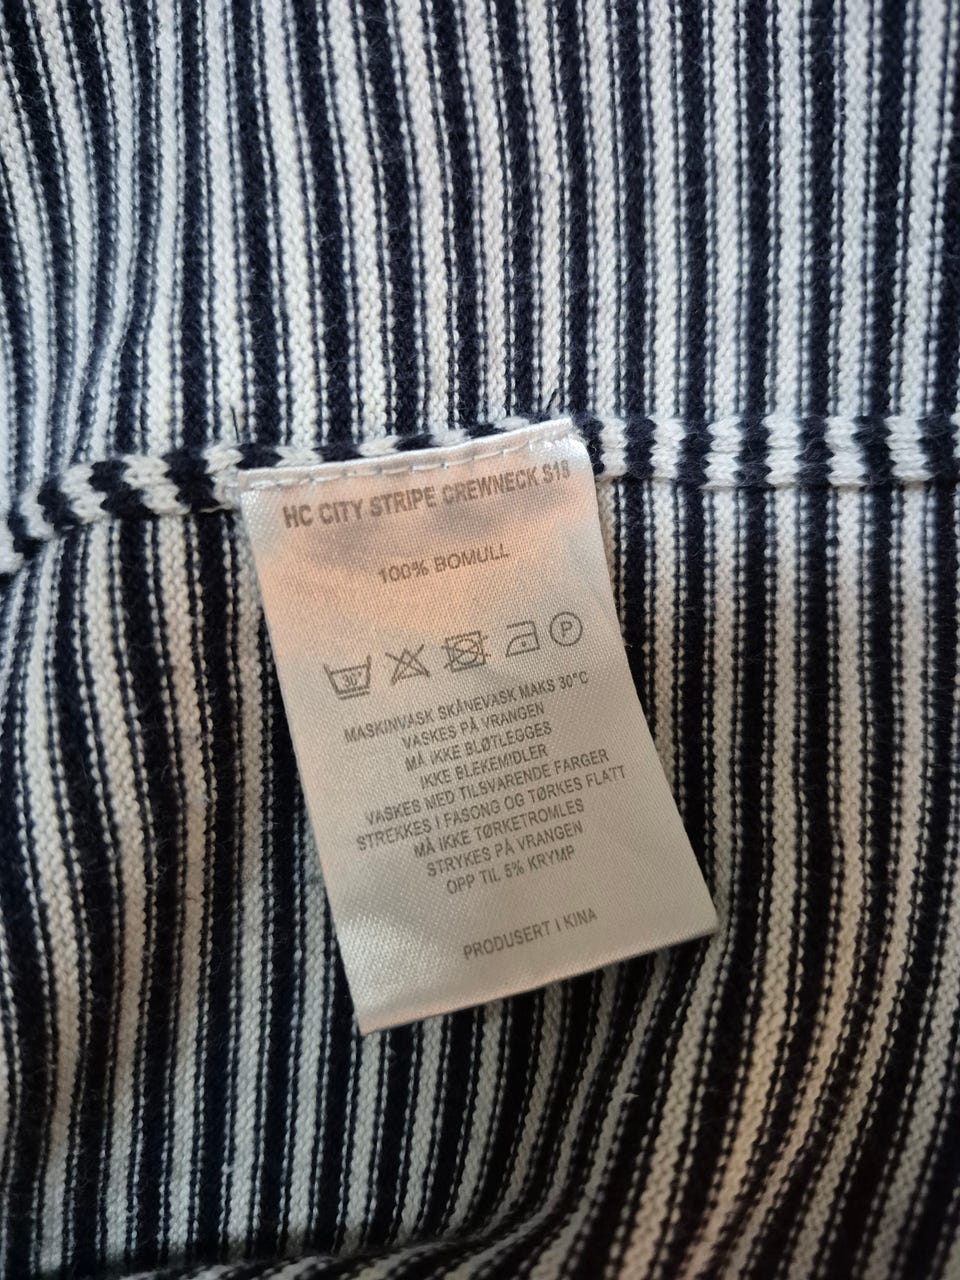 HC CITY STRIPE CREWNECK S18
100% BOMULL
30°
P
MASKINVASK SKÅNEVASK MAKS 30°C
VASKES PÅ VRANGEN
MÅ IKKE BLØTLEGGES
IKKE BLEKEMIDLER
VASKES MED TILSVARENDE FARGER
STREKKES I FASONG OG TØRKES FLATT
MÅ IKKE TØRKETROMLES
STRYKES PÅ VRANGEN
OPP TIL 5% KRYMP
PRODUSERT I KINA